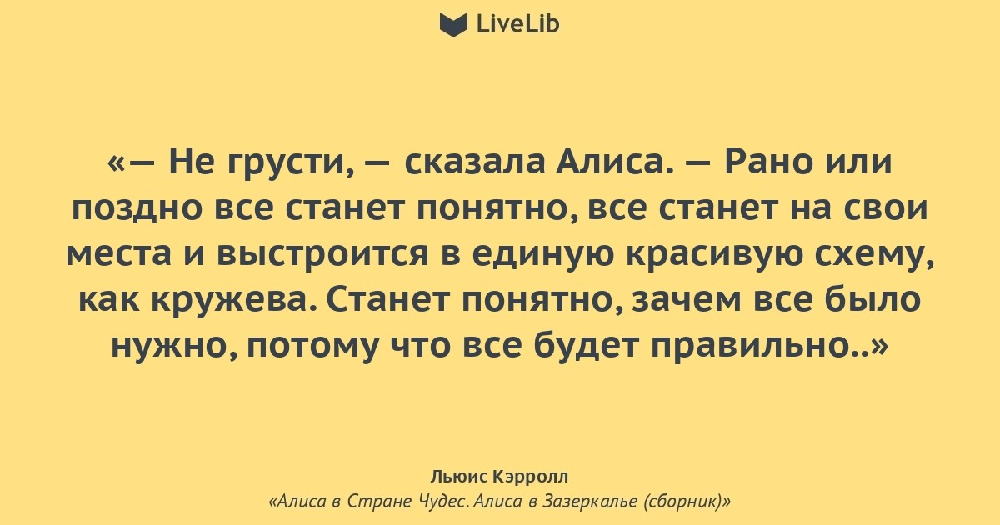 LiveLib
«— Не грусти, — сказала Алиса. — Рано или
поздно все станет понятно, все станет на свои
места и выстроится в единую красивую схему,
как кружева. Станет понятно, зачем все было
нужно, потому что все будет правильно..»
Льюис Кэрролл
«Алиса в Стране Чудес. Алиса в Зазеркалье (сборник)»